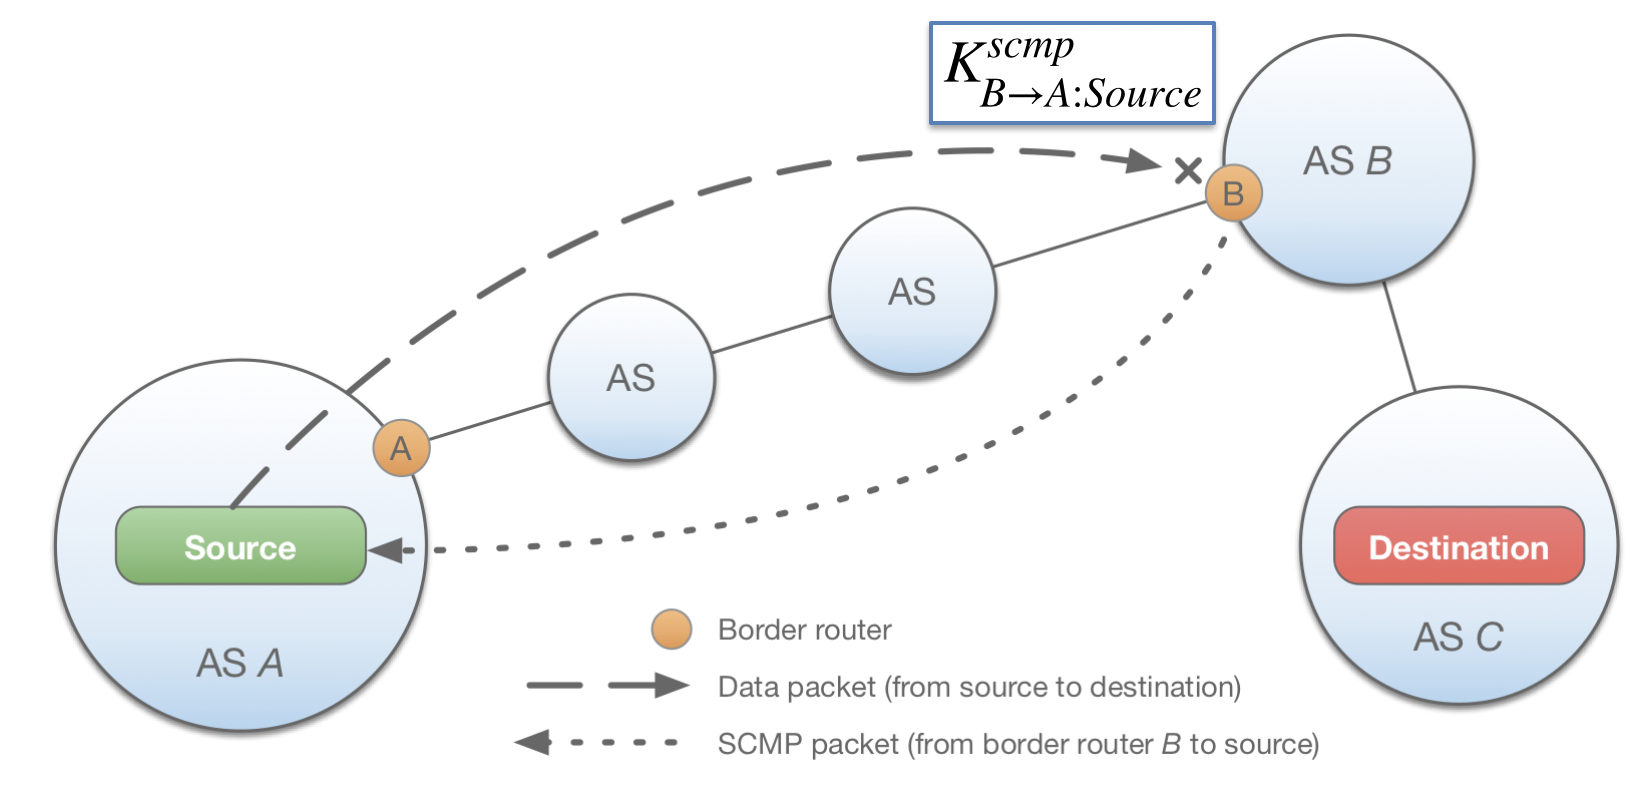 K^{scmp}_{B→A:Source}
AS B
B
AS
AS
A
Source
Destination
AS A
AS C
Border router
Data packet (from source to destination)
SCMP packet (from border router B to source)